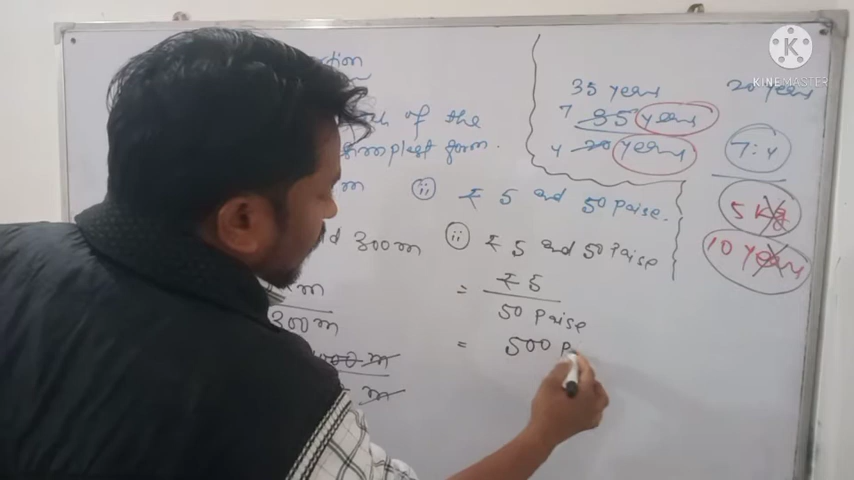 of the
simplest form.
ii ₹ 5 and 50 Paise.
300m
ii ₹ 5 and 50 Paise
300m
= ₹ 5
50 Paise
= 500 P
m
m
35 years
7 35 years
4 20 years
20 years
7:4
5 Kg
10 years
K
KINEMASTER